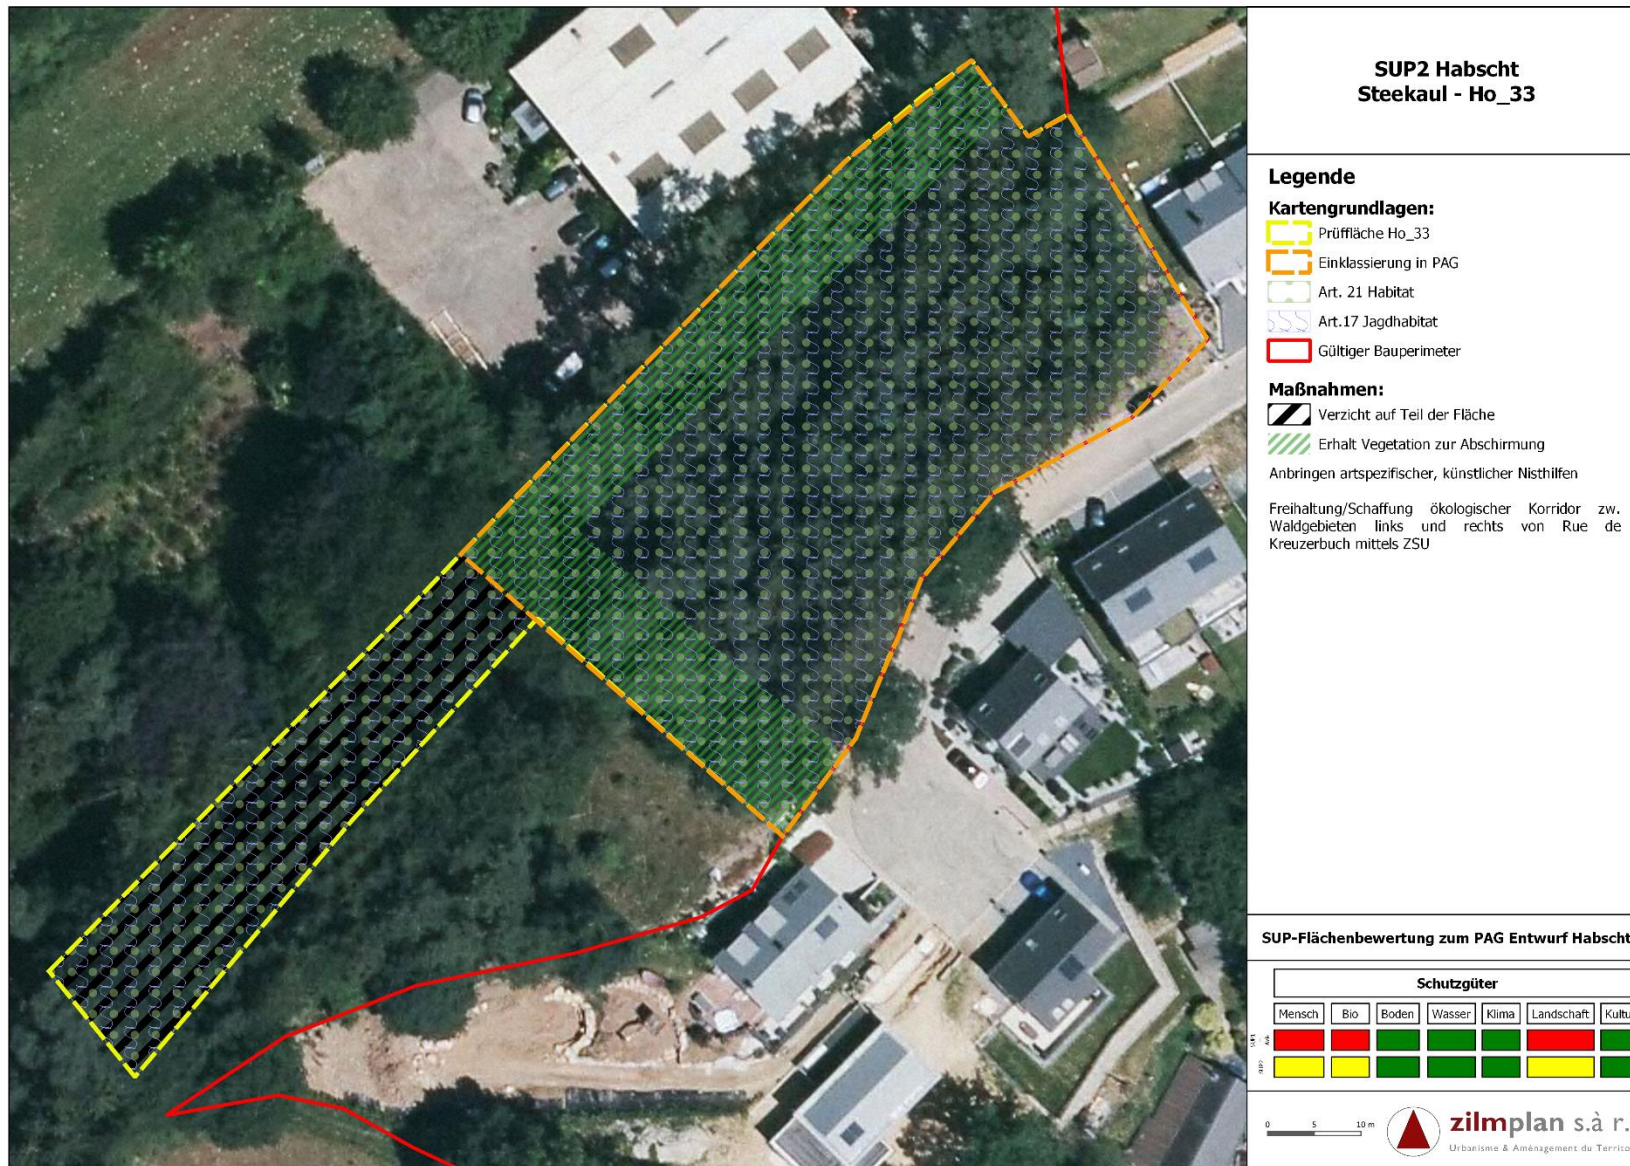 SUP2 Habscht
Steekaul - Ho_33
Legende
Kartengrundlagen:
Prüffläche Ho_33
Einklassierung in PAG
Art. 21 Habitat
Art.17 Jagdhabitat
Gültiger Bauperimeter
Maßnahmen:
Verzicht auf Teil der Fläche
Erhalt Vegetation zur Abschirmung
Anbringen artspezifischer, künstlicher Nisthilfen
Freihaltung/Schaffung ökologischer Korridor zw.
Waldgebieten links und rechts von Rue de
Kreuzerbuch mittels ZSU
SUP-Flächenbewertung zum PAG Entwurf Habscht
Schutzgüter
Mensch Bio Boden Wasser Klima Landschaft Kultu
SUP2
0 5 10 m
zilmplan s.à r.
Urbanisme & Aménagement du Territo